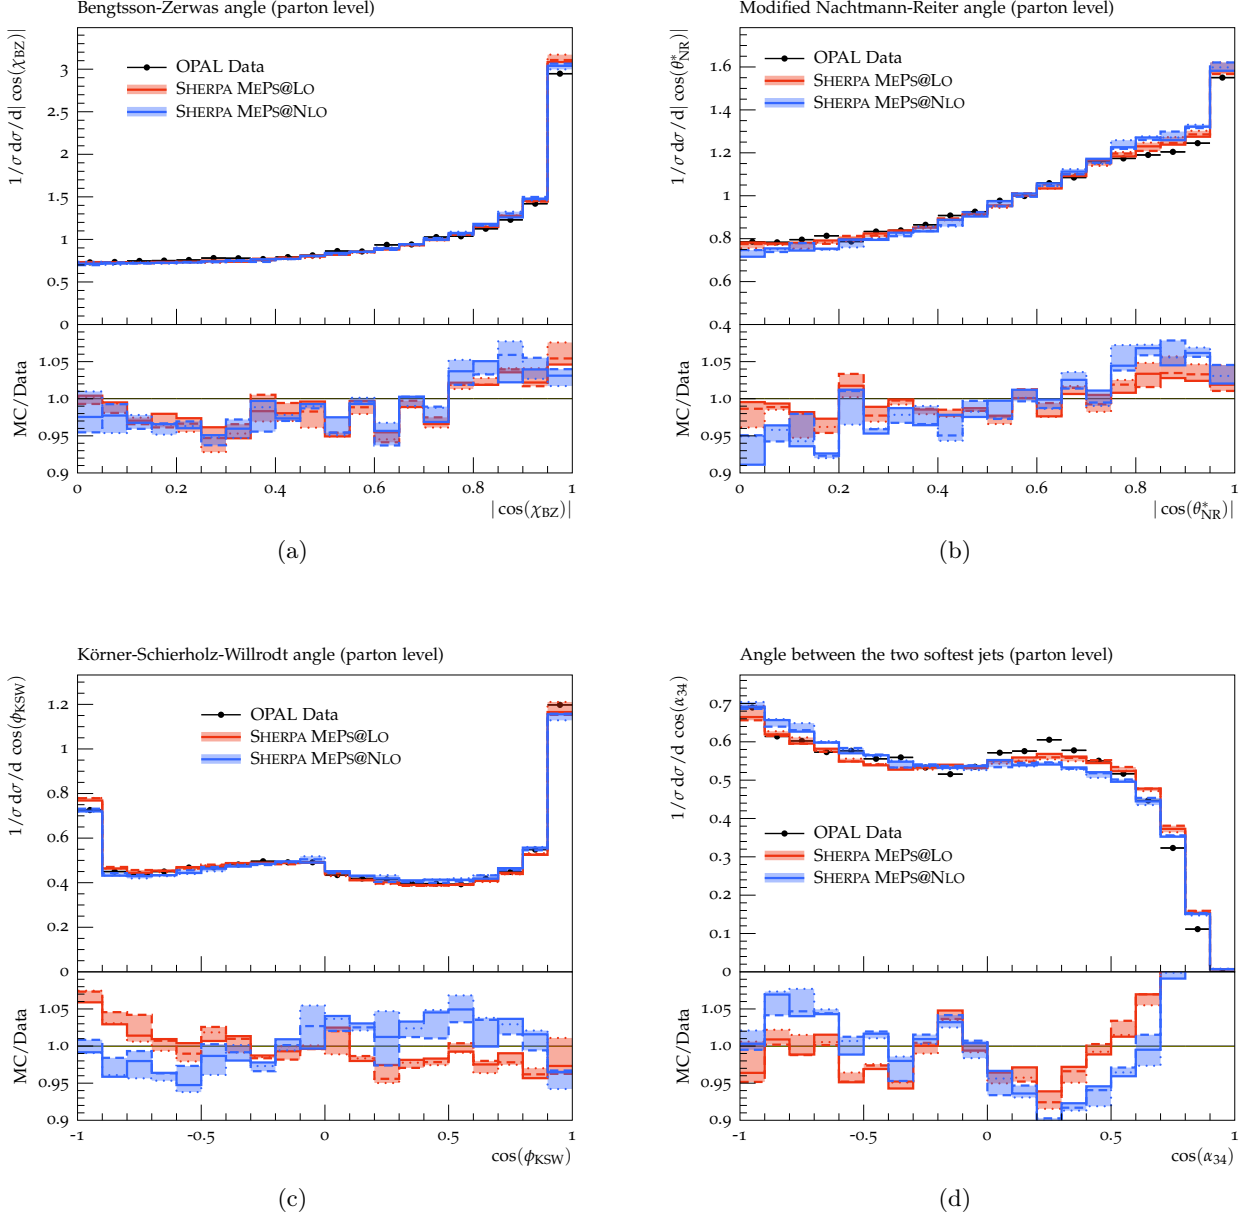 Bengtsson-Zerwas angle (parton level)
1/σ dσ/d| cos(χBZ)|
OPAL Data
SHERPA MEPS@LO
SHERPA MEPS@NLO
3
2
1
0.5
0
MC/Data
1.05
1.0
0.95
0.9
0 0.2 0.4 0.6 0.8 1
| cos(χBZ)|
(a)
Modified Nachtmann-Reiter angle (parton level)
1/σ dσ/d| cos(θ*NR)|
OPAL Data
SHERPA MEPS@LO
SHERPA MEPS@NLO
1.6
1.4
1.2
1
0.8
0.6
0.4
MC/Data
1.05
1.0
0.95
0.9
0 0.2 0.4 0.6 0.8 1
| cos(θ*NR)|
(b)
Körner-Schierholz-Willrodt angle (parton level)
1/σ dσ/d cos(φKSW)
OPAL Data
SHERPA MEPS@LO
SHERPA MEPS@NLO
1.2
1
0.8
0.6
0.4
0.2
0
MC/Data
1.05
1.0
0.95
0.9
-1 -0.5 0 0.5 1
cos(φKSW)
(c)
Angle between the two softest jets (parton level)
1/σ dσ/d cos(α34)
OPAL Data
SHERPA MEPS@LO
SHERPA MEPS@NLO
0.7
0.6
0.5
0.4
0.3
0.2
0.1
0
MC/Data
1.05
1.0
0.95
0.9
-1 -0.5 0 0.5 1
cos(α34)
(d)